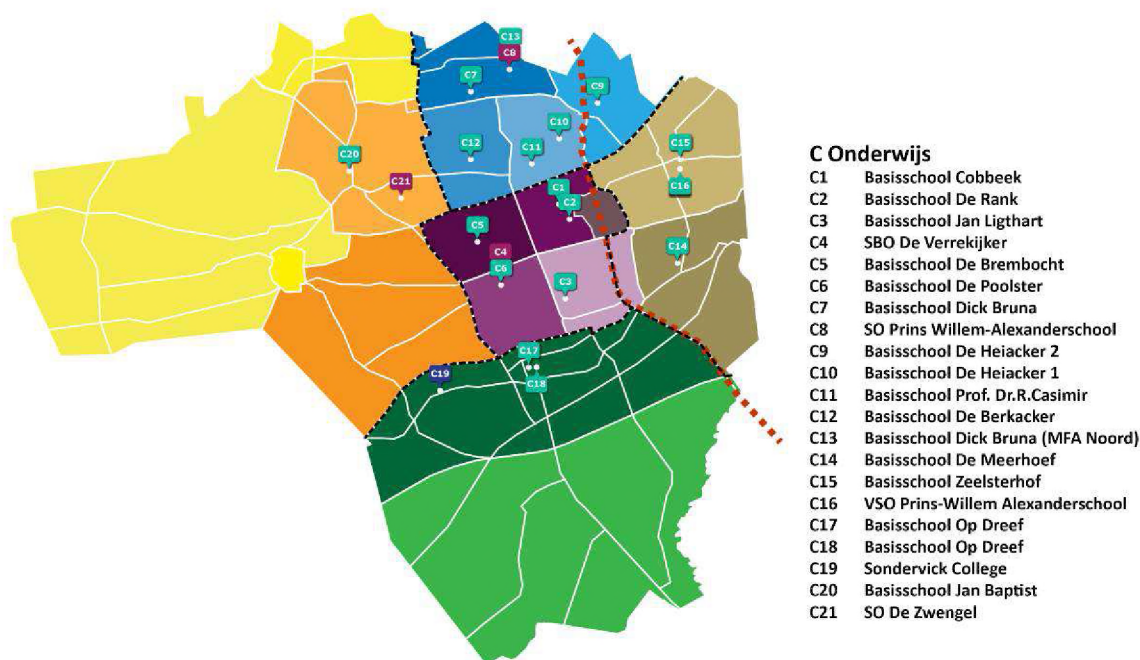 C13
C8
C7
C9
C10
C12
C11
C15
C20
C16
C21
C1
C2
C5
C4
C14
C6
C3
C17
C19
C18
C Onderwijs
C1 Basisschool Cobbeek
C2 Basisschool De Rank
C3 Basisschool Jan Ligthart
C4 SBO De Verrekijker
C5 Basisschool De Brembocht
C6 Basisschool De Poolster
C7 Basisschool Dick Bruna
C8 SO Prins Willem-Alexanderschool
C9 Basisschool De Heiacker 2
C10 Basisschool De Heiacker 1
C11 Basisschool Prof. Dr.R.Casimir
C12 Basisschool De Berkacker
C13 Basisschool Dick Bruna (MFA Noord)
C14 Basisschool De Meerhoef
C15 Basisschool Zeelsterhof
C16 VSO Prins-Willem Alexanderschool
C17 Basisschool Op Dreef
C18 Basisschool Op Dreef
C19 Sondervick College
C20 Basisschool Jan Baptist
C21 SO De Zwengel